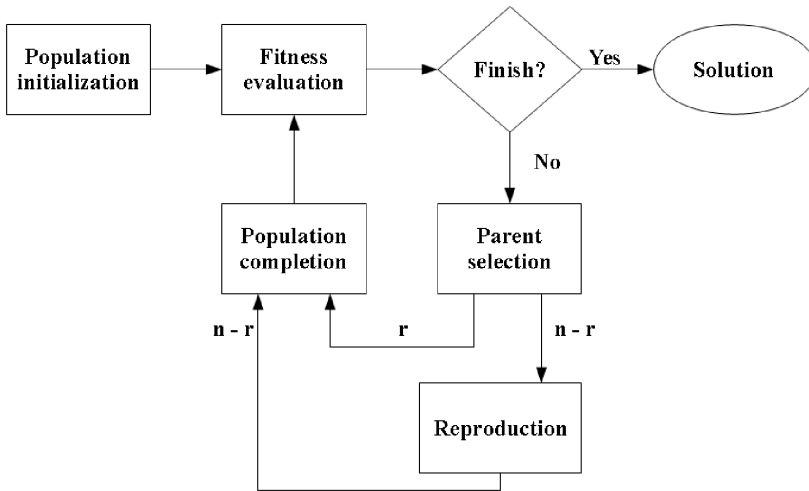 Population
initialization
Fitness
evaluation
Finish?
Yes
Solution
No
Population
completion
Parent
selection
n - r
r
n - r
Reproduction